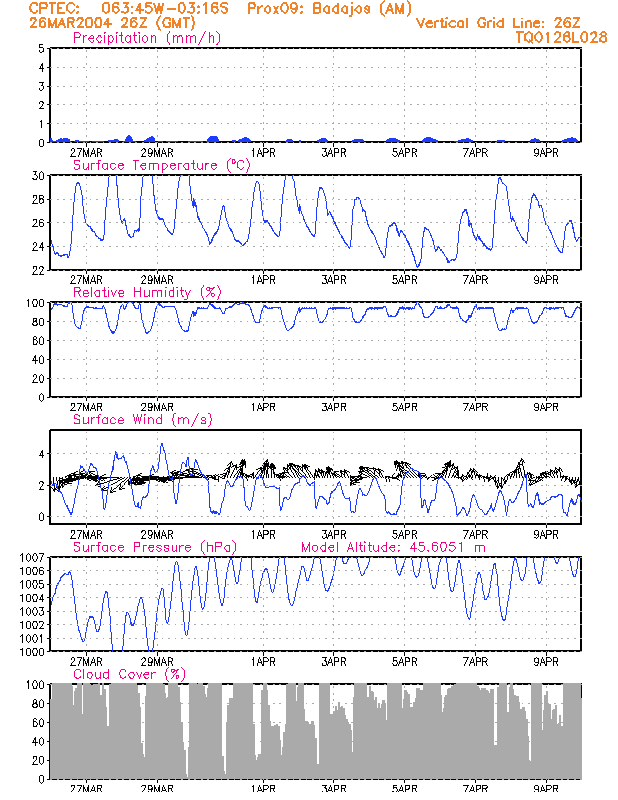 CPTEC: 063:45W-03:16S Prox09: Badajos (AM)
26MAR2004 26Z (GMT) Vertical Grid Line: 26Z
Precipitation (mm/h) TQ0126L028
5
4
3
2
1
0
27MAR 29MAR 1APR 3APR 5APR 7APR 9APR
Surface Temperature (°C)
30
28
26
24
22
27MAR 29MAR 1APR 3APR 5APR 7APR 9APR
Relative Humidity (%)
100
80
60
40
20
0
27MAR 29MAR 1APR 3APR 5APR 7APR 9APR
Surface Wind (m/s)
4
2
0
27MAR 29MAR 1APR 3APR 5APR 7APR 9APR
Surface Pressure (hPa) Model Altitude: 45.6051 m
1007
1006
1005
1004
1003
1002
1001
1000
27MAR 29MAR 1APR 3APR 5APR 7APR 9APR
Cloud Cover (%)
100
80
60
40
20
0
27MAR 29MAR 1APR 3APR 5APR 7APR 9APR